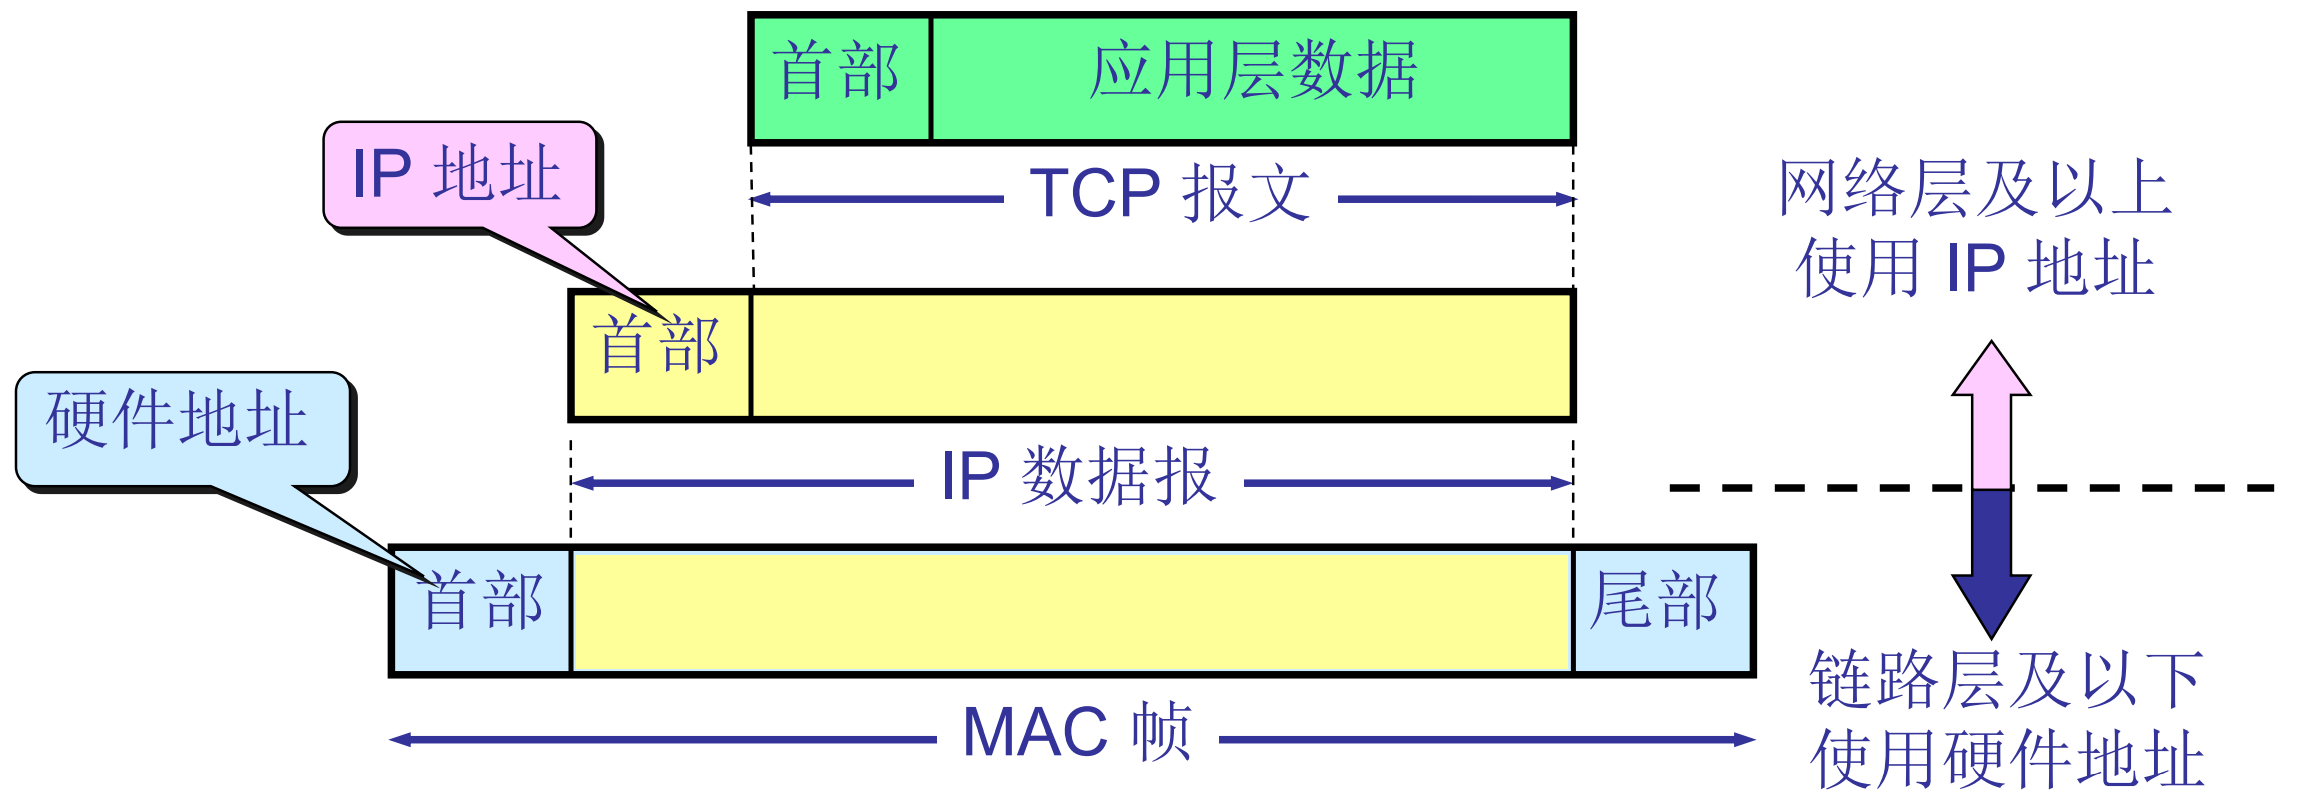 首部 应用层数据
IP 地址
TCP 报文
网络层及以上
使用 IP 地址
首部
硬件地址
IP 数据报
首部 尾部
链路层及以下
使用硬件地址
MAC 帧